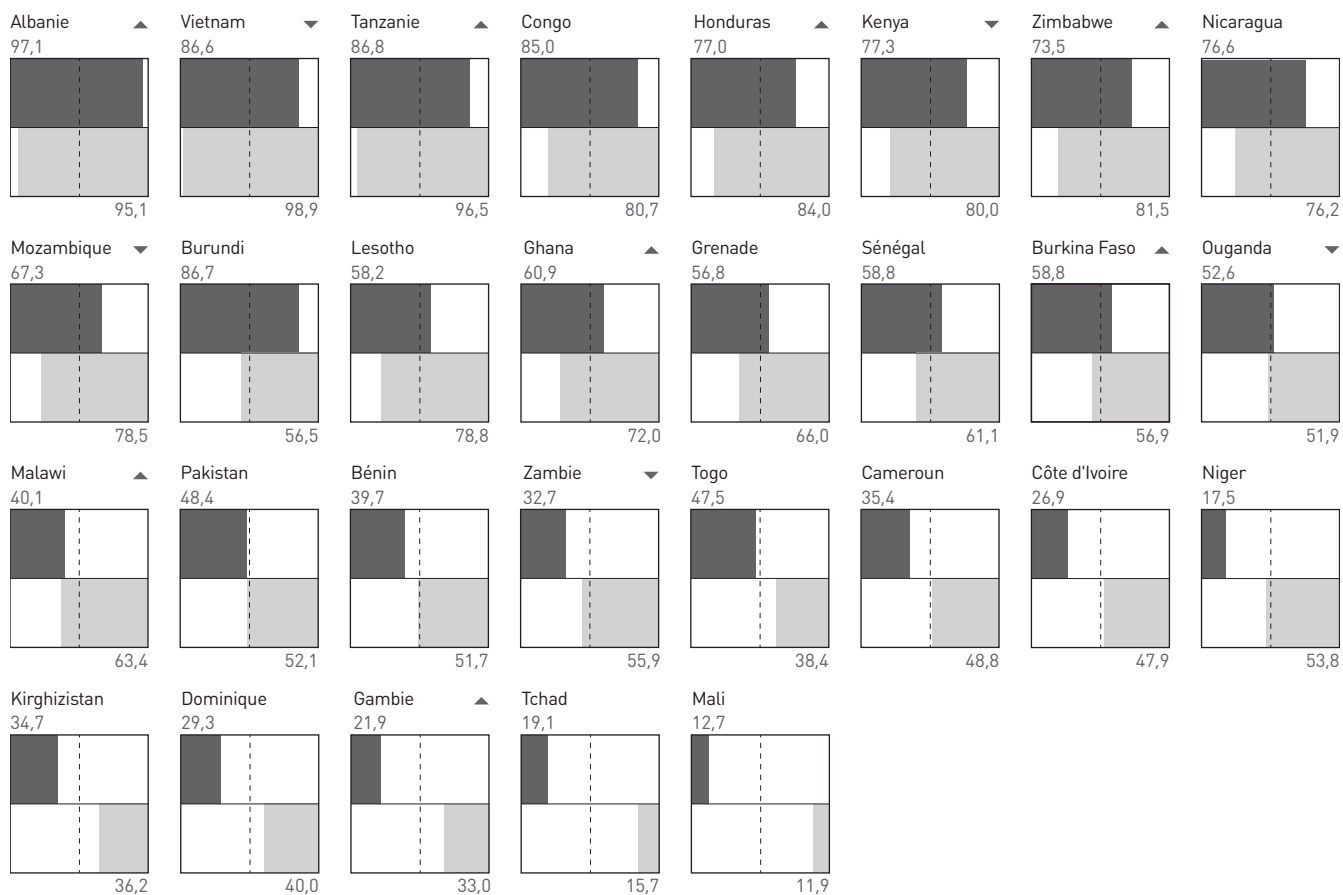 Albanie ▲ Vietnam ▼ Tanzanie ▲ Congo Honduras ▲ Kenya ▼ Zimbabwe ▲ Nicaragua
97,1 86,6 86,8 85,0 77,0 77,3 73,5 76,6
95,1 98,9 96,5 80,7 84,0 80,0 81,5 76,2
Mozambique ▼ Burundi Lesotho Ghana ▲ Grenade Sénégal Burkina Faso ▲ Ouganda ▼
67,3 86,7 58,2 60,9 56,8 58,8 58,8 52,6
78,5 56,5 78,8 72,0 66,0 61,1 56,9 51,9
Malawi ▲ Pakistan Bénin Zambie ▼ Togo Cameroun Côte d'Ivoire Niger
40,1 48,4 39,7 32,7 47,5 35,4 26,9 17,5
63,4 52,1 51,7 55,9 38,4 48,8 47,9 53,8
Kirghizistan Dominique Gambie ▲ Tchad Mali
34,7 29,3 21,9 19,1 12,7
36,2 40,0 33,0 15,7 11,9